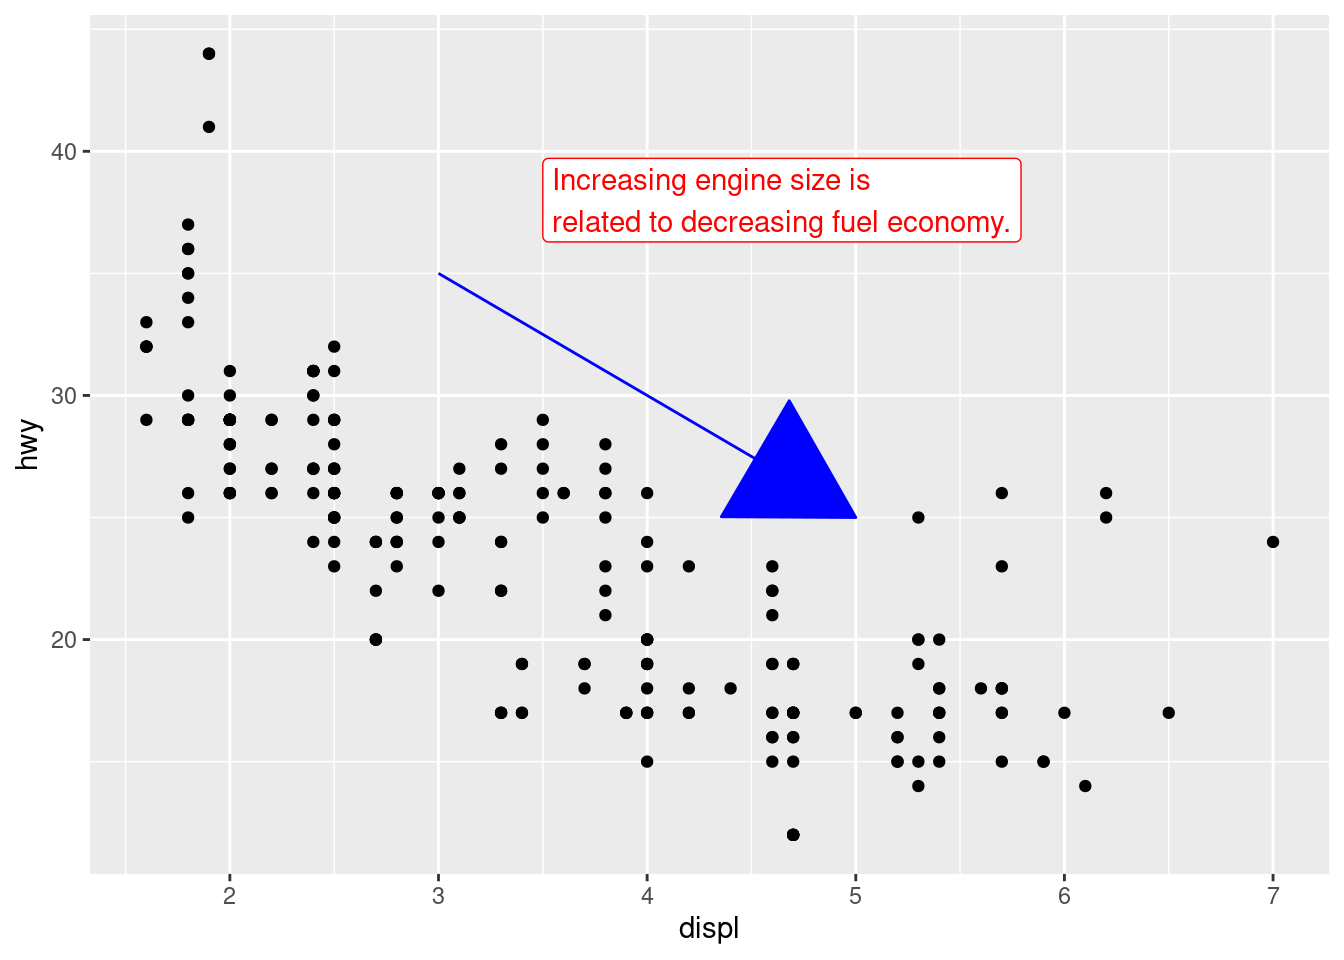 40
30
20
hwy
Increasing engine size is
related to decreasing fuel economy.
2 3 4 5 6 7
displ